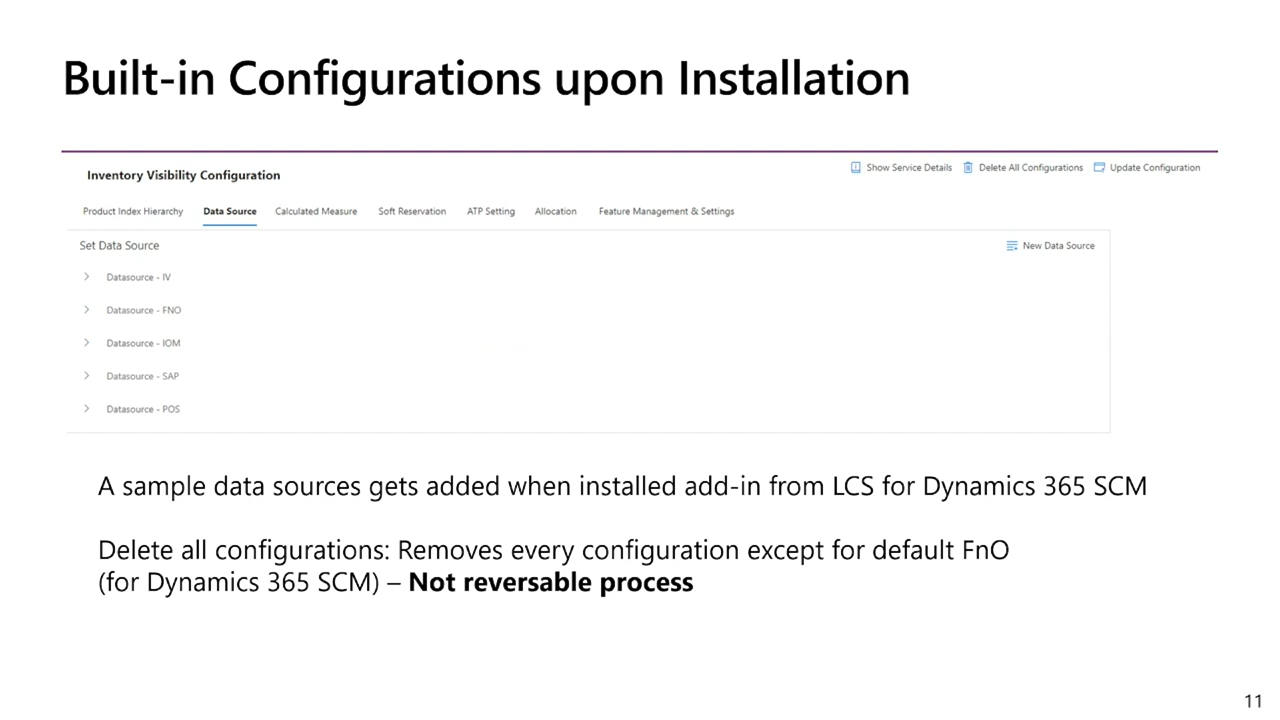 Built-in Configurations upon Installation
Inventory Visibility Configuration
Show Service Details
Delete All Configurations
Update Configuration
Product Index Hierarchy
Data Source
Calculated Measure
Soft Reservation
ATP Setting
Allocation
Feature Management & Settings
Set Data Source
New Data Source
Datasource - IV
Datasource - FNO
Datasource - IOM
Datasource - SAP
Datasource - POS
A sample data sources gets added when installed add-in from LCS for Dynamics 365 SCM
Delete all configurations: Removes every configuration except for default FnO
(for Dynamics 365 SCM) – Not reversable process
11